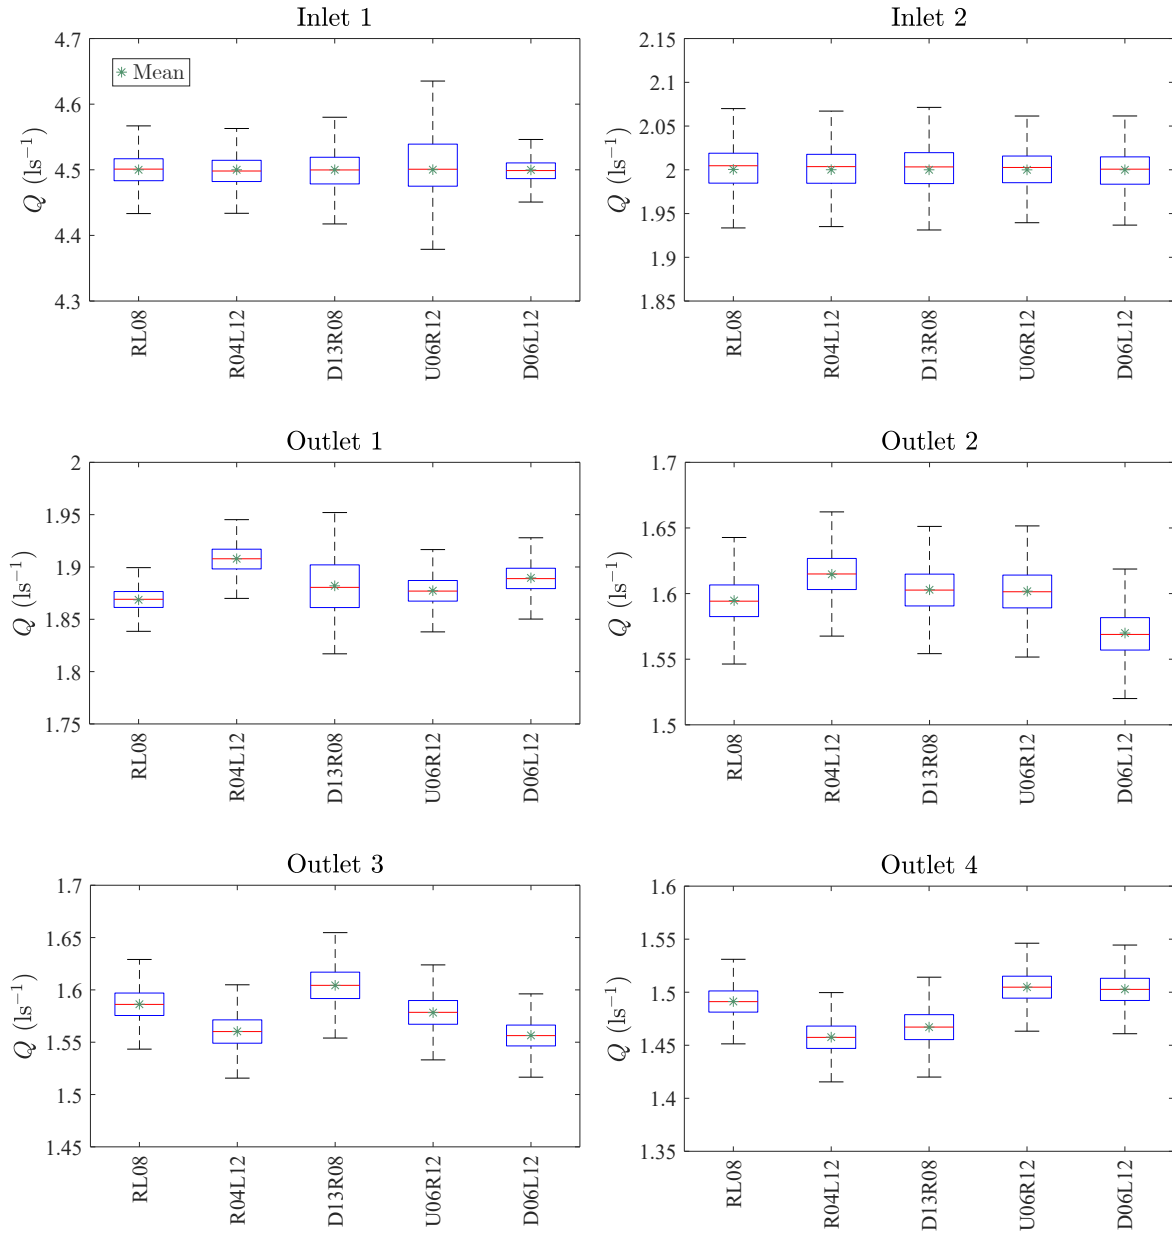 Inlet 1
4.7
4.6
4.5
4.4
4.3
Q (ls⁻¹)
Mean
RL08
R04L12
D13R08
U06R12
D06L12
Inlet 2
2.15
2.1
2.05
2
1.95
1.9
1.85
Q (ls⁻¹)
RL08
R04L12
D13R08
U06R12
D06L12
Outlet 1
2
1.95
1.9
1.85
1.8
1.75
Q (ls⁻¹)
RL08
R04L12
D13R08
U06R12
D06L12
Outlet 2
1.7
1.65
1.6
1.55
1.5
Q (ls⁻¹)
RL08
R04L12
D13R08
U06R12
D06L12
Outlet 3
1.7
1.65
1.6
1.55
1.5
1.45
Q (ls⁻¹)
RL08
R04L12
D13R08
U06R12
D06L12
Outlet 4
1.6
1.55
1.5
1.45
1.4
1.35
Q (ls⁻¹)
RL08
R04L12
D13R08
U06R12
D06L12